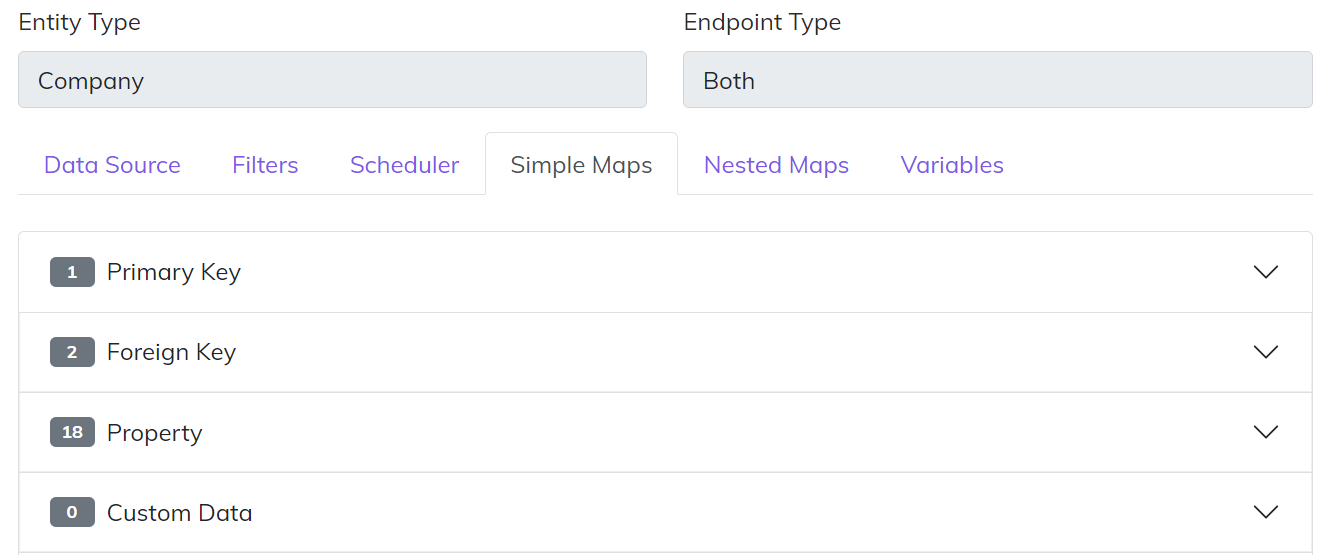 Entity Type Endpoint Type
Company Both
Data Source Filters Scheduler Simple Maps Nested Maps Variables
1 Primary Key
2 Foreign Key
18 Property
0 Custom Data